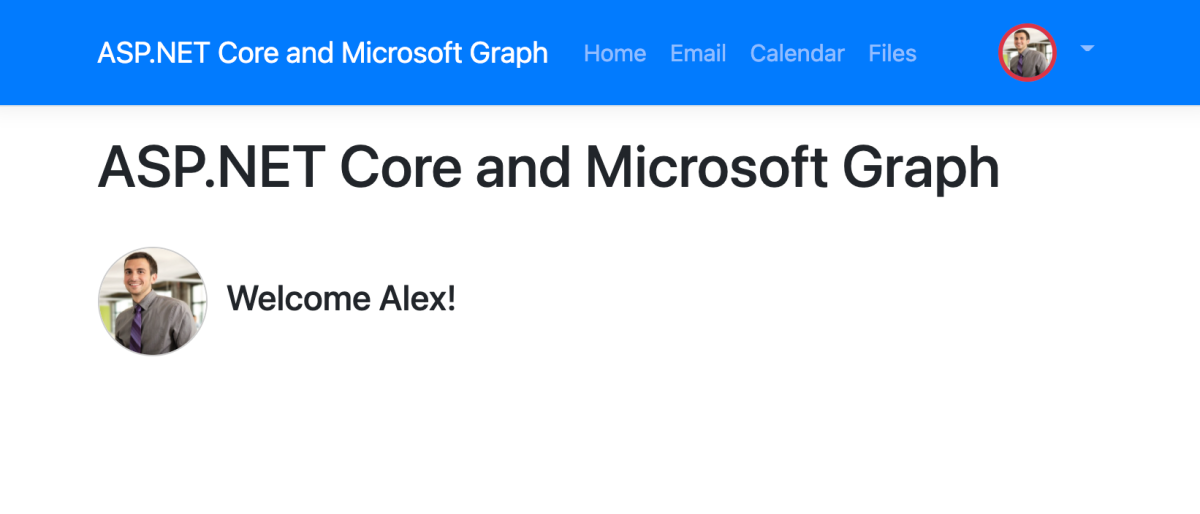 ASP.NET Core and Microsoft Graph Home Email Calendar Files
ASP.NET Core and Microsoft Graph
Welcome Alex!